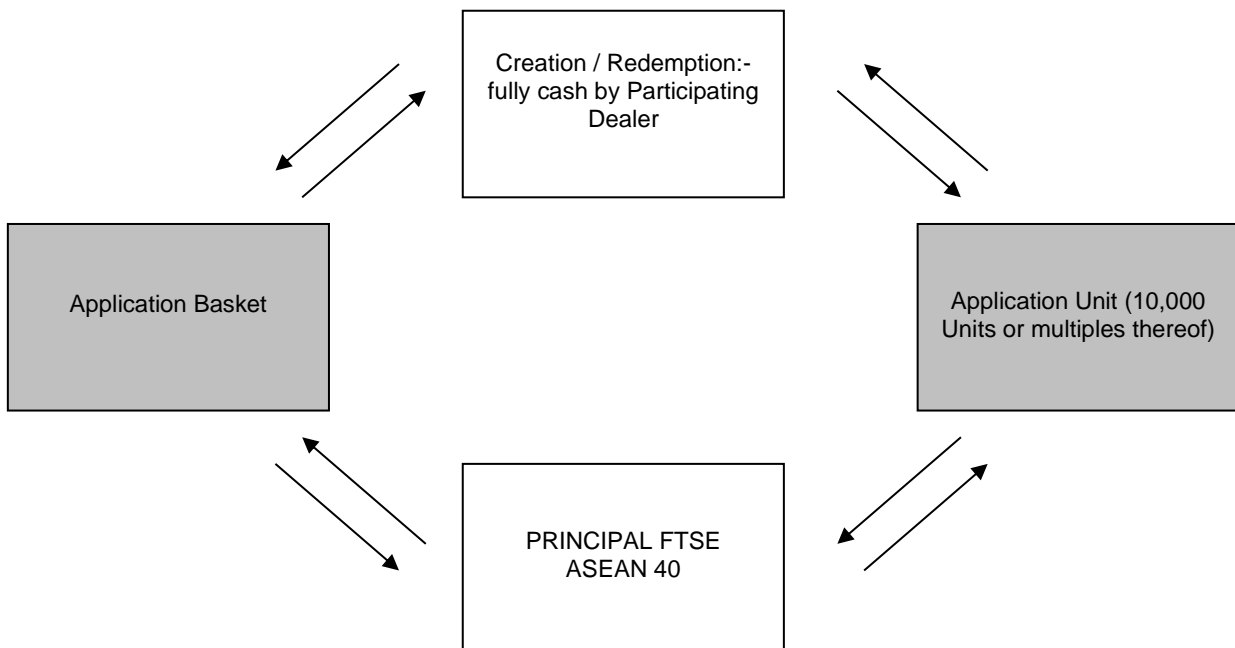 Creation / Redemption:-
fully cash by Participating
Dealer
Application Basket
Application Unit (10,000
Units or multiples thereof)
PRINCIPAL FTSE
ASEAN 40